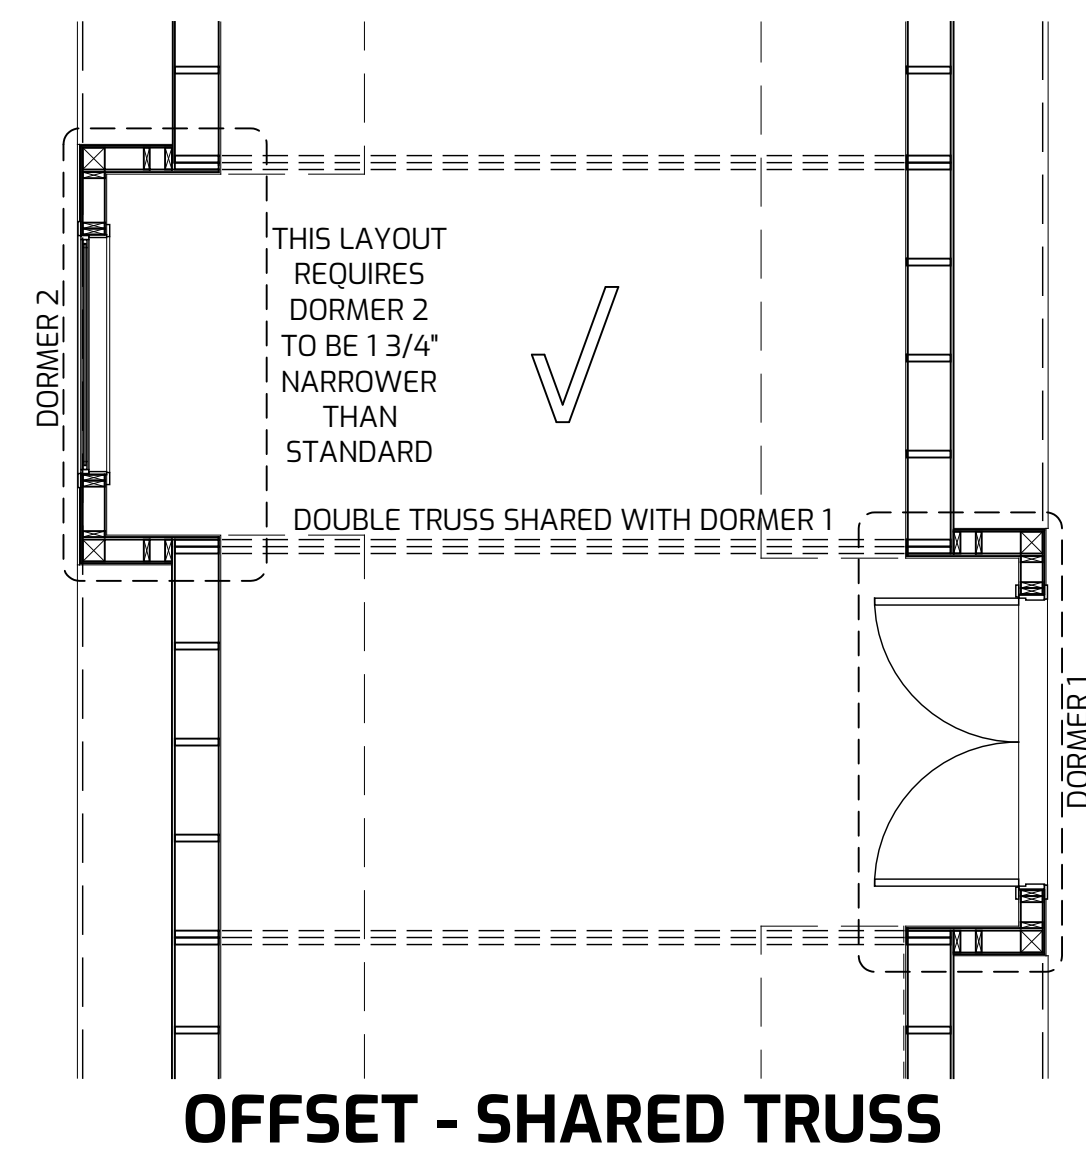 DORMER 2
THIS LAYOUT
REQUIRES
DORMER 2
TO BE 1 3/4"
NARROWER
THAN
STANDARD
DOUBLE TRUSS SHARED WITH DORMER 1
DORMER 1
OFFSET - SHARED TRUSS